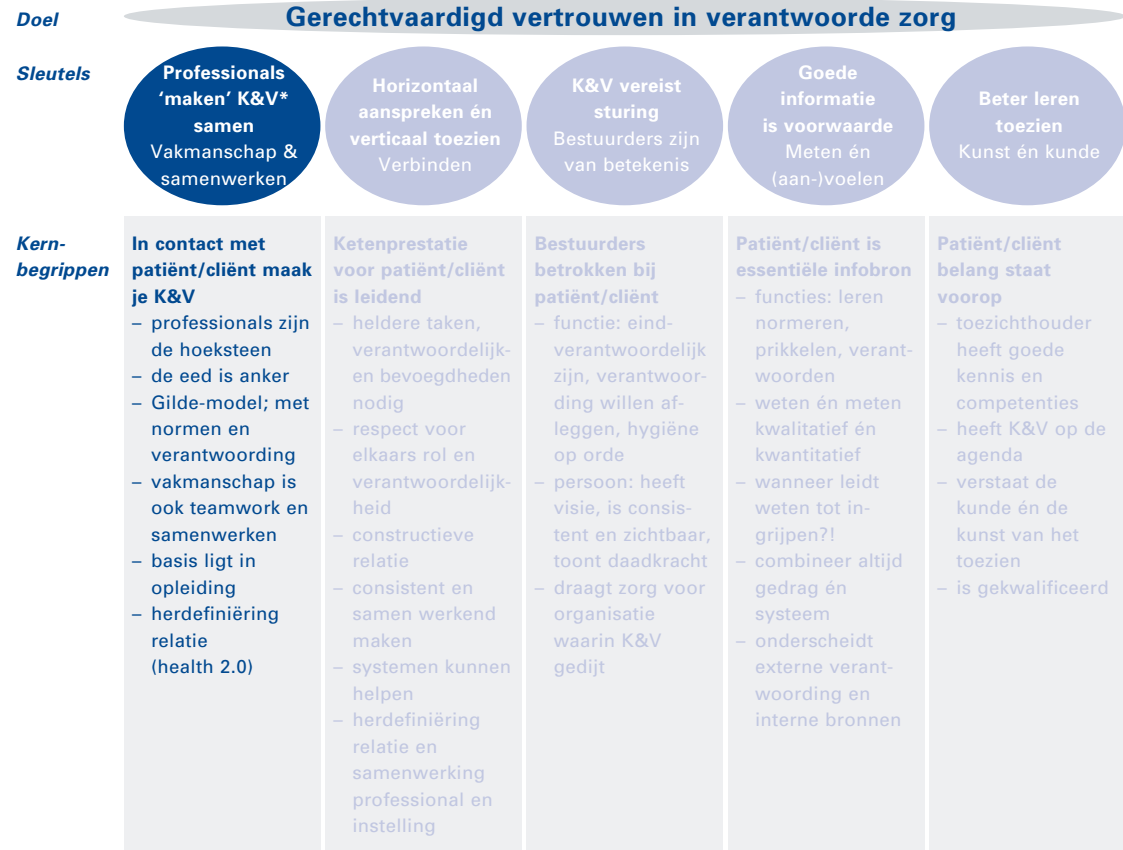 Doel
Gerechtvaardigd vertrouwen in verantwoorde zorg
Sleutels
Professionals
‘maken’ K&V*
samen
Vakmanschap &
samenwerken
Horizontaal
aanspreken én
verticaal toezien
Verbinden
K&V vereist
sturing
Bestuurders zijn
van betekenis
Goede
informatie
is voorwaarde
Meten én
(aan-)voelen
Beter leren
toezien
Kunst én kunde
Kern-
begrippen
In contact met
patiënt/cliënt maak
je K&V
– professionals zijn
de hoeksteen
– de eed is anker
– Gilde-model; met
normen en
verantwoording
– vakmanschap is
ook teamwork en
samenwerken
– basis ligt in
opleiding
– herdefiniëring
relatie
(health 2.0)
Ketenprestatie
voor patiënt/cliënt
is leidend
– heldere taken,
verantwoordelijk-
en bevoegdheden
nodig
– respect voor
elkaars rol en
verantwoordelijk-
heid
– constructieve
relatie
– consistent en
samen werkend
maken
– systemen kunnen
helpen
– herdefiniëring
relatie en
samenwerking
professional en
instelling
Bestuurders
betrokken bij
patiënt/cliënt
– functie: eind-
verantwoordelijk
zijn, verantwoor-
ding willen af-
leggen, hygiëne
op orde
– persoon: heeft
visie, is consis-
tent en zichtbaar,
toont daadkracht
– draagt zorg voor
organisatie
waarin K&V
gedijt
Patiënt/cliënt is
essentiële infobron
– functies: leren
normeren,
prikkelen, verant-
woorden
– weten én meten
kwalitatief én
kwantitatief
– wanneer leidt
weten tot in-
grijpen?!
– combineer altijd
gedrag én
systeem
– onderscheidt
externe verant-
woording en
interne bronnen
Patiënt/cliënt
belang staat
voorop
– toezichthouder
heeft goede
kennis en
competenties
– heeft K&V op de
agenda
– verstaat de
kunde én de
kunst van het
toezien
– is gekwalificeerd